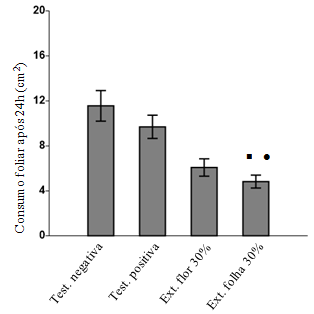 Consumo foliar após 24h (cm²)
20
16
12
8
4
0
Test. negativa
Test. positiva
Ext. flor 30%
Ext. folha 30%